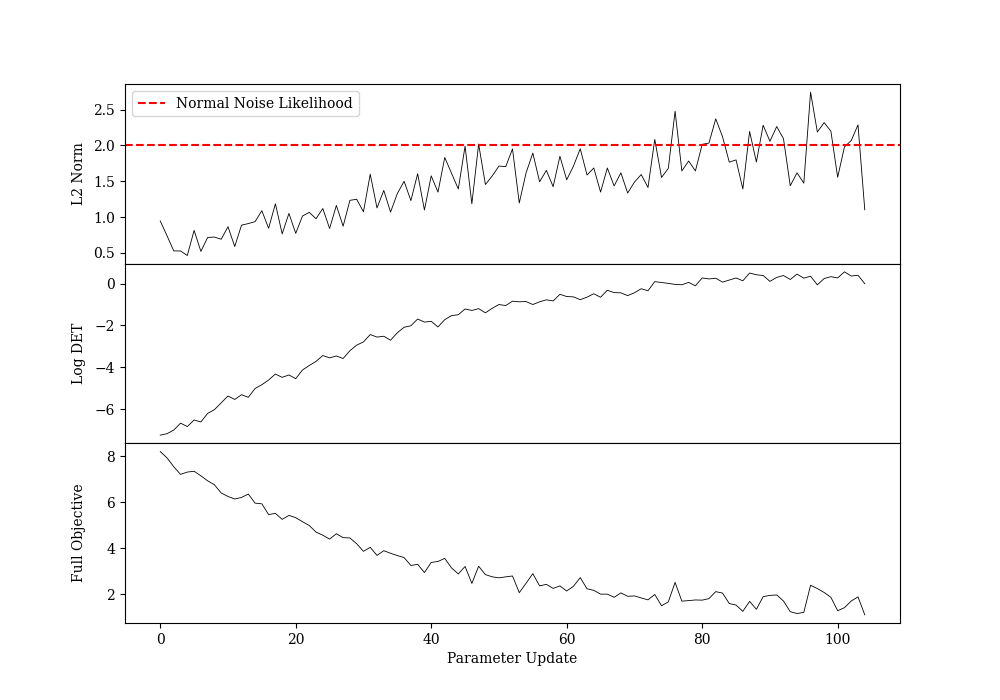 Normal Noise Likelihood
2.5
2.0
1.5
1.0
0.5
L2 Norm
0
−2
−4
−6
Log DET
8
6
4
2
Full Objective
0 20 40 60 80 100
Parameter Update